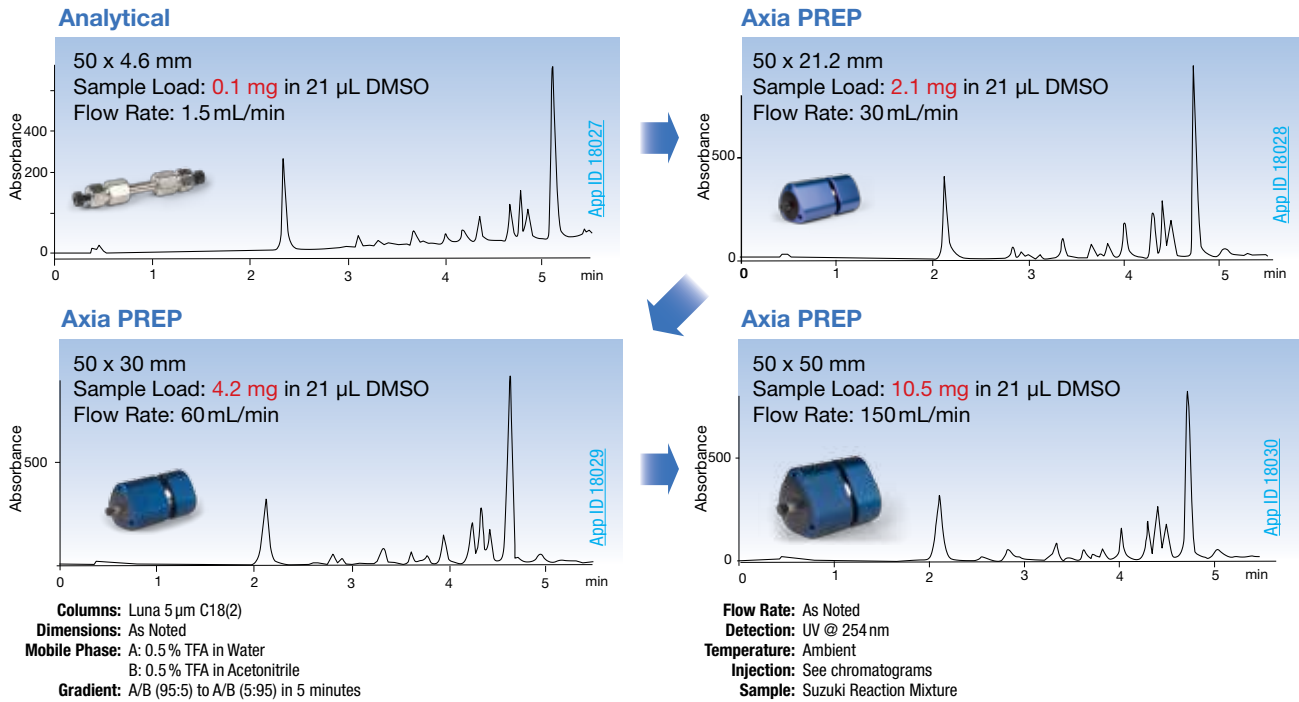 Analytical
50 x 4.6 mm
Sample Load: 0.1 mg in 21 µL DMSO
Flow Rate: 1.5 mL/min
App ID 18027
Absorbance
400
200
0
0 1 2 3 4 5 min
Axia PREP
50 x 21.2 mm
Sample Load: 2.1 mg in 21 µL DMSO
Flow Rate: 30 mL/min
App ID 18028
Absorbance
500
0
0 1 2 3 4 5 min
Axia PREP
50 x 30 mm
Sample Load: 4.2 mg in 21 µL DMSO
Flow Rate: 60 mL/min
App ID 18029
Absorbance
500
0 1 2 3 4 5 min
Axia PREP
50 x 50 mm
Sample Load: 10.5 mg in 21 µL DMSO
Flow Rate: 150 mL/min
App ID 18030
Absorbance
500
0
0 1 2 3 4 5 min
Columns: Luna 5 µm C18(2)
Dimensions: As Noted
Mobile Phase: A: 0.5 % TFA in Water
B: 0.5 % TFA in Acetonitrile
Gradient: A/B (95:5) to A/B (5:95) in 5 minutes
Flow Rate: As Noted
Detection: UV @ 254 nm
Temperature: Ambient
Injection: See chromatograms
Sample: Suzuki Reaction Mixture